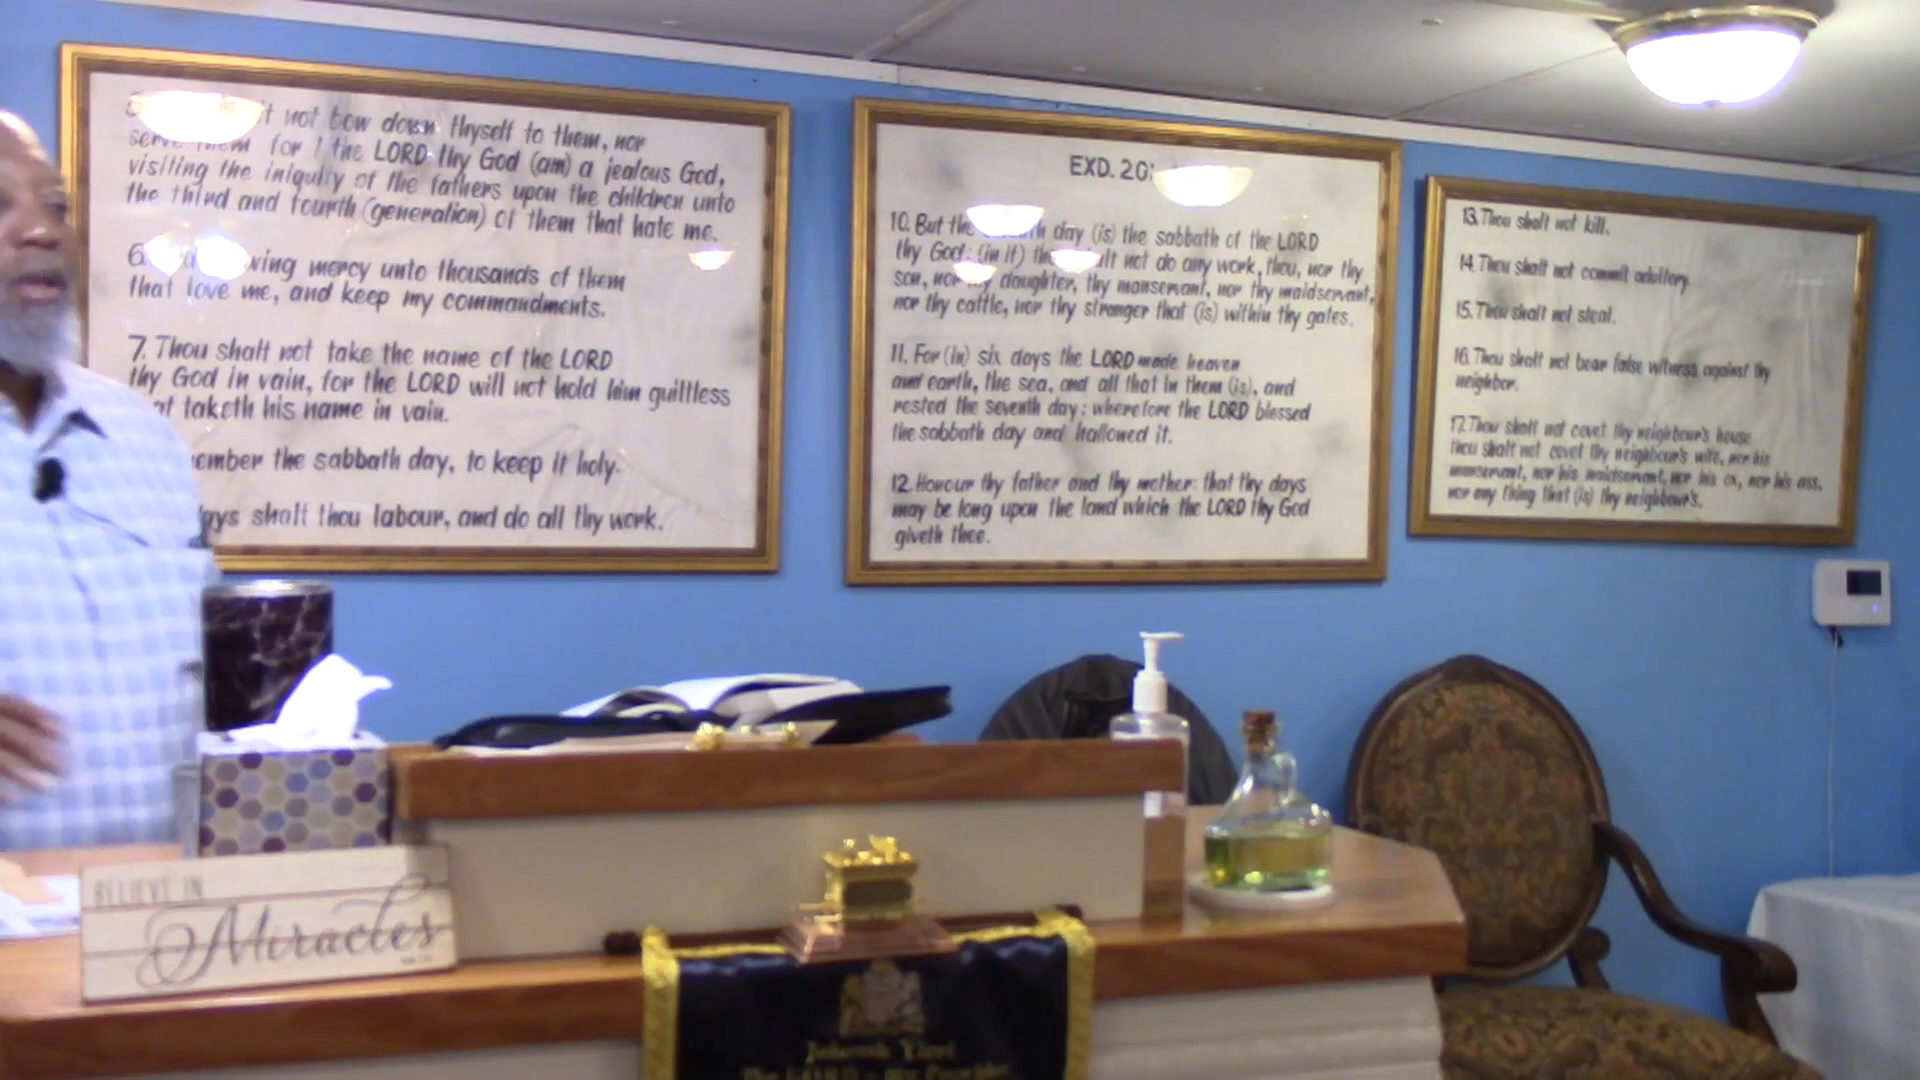 not bow down thyself to them, nor
serve them for I the LORD thy God (am) a jealous God,
visiting the iniquity of the fathers upon the children unto
the third and fourth (generation) of them that hate me.
6. mercy unto thousands of them
that love me, and keep my commandments.
7. Thou shalt not take the name of the LORD
thy God in vain, for the LORD will not hold him guiltless
taketh his name in vain.
the sabbath day, to keep it holy.
shalt thou labour, and do all thy work.
EXD. 20:
10. But the day (is) the sabbath of the LORD
thy God: (in it) not do any work, thou, nor thy
son, nor daughter, thy manservant, nor thy maidservant,
nor thy cattle, nor thy stranger that (is) within thy gates.
11. For (in) six days the LORD made heaven
and earth, the sea, and all that in them (is), and
rested the seventh day; wherefore the LORD blessed
the sabbath day and hallowed it.
12. Honour thy father and thy mother: that thy days
may be long upon the land which the LORD thy God
giveth thee.
13. Thou shalt not kill.
14. Thou shalt not commit adultery.
15. Thou shalt not steal.
16. Thou shalt not bear false witness against thy
neighbor.
17. Thou shalt not covet thy neighbour's house
thou shalt not covet thy neighbour's wife, nor his
manservant, nor his maidservant, nor his ox, nor his ass,
nor any thing that (is) thy neighbour's.
BELIEVE IN
Miracles
Jehovah
The LORD - My Provider